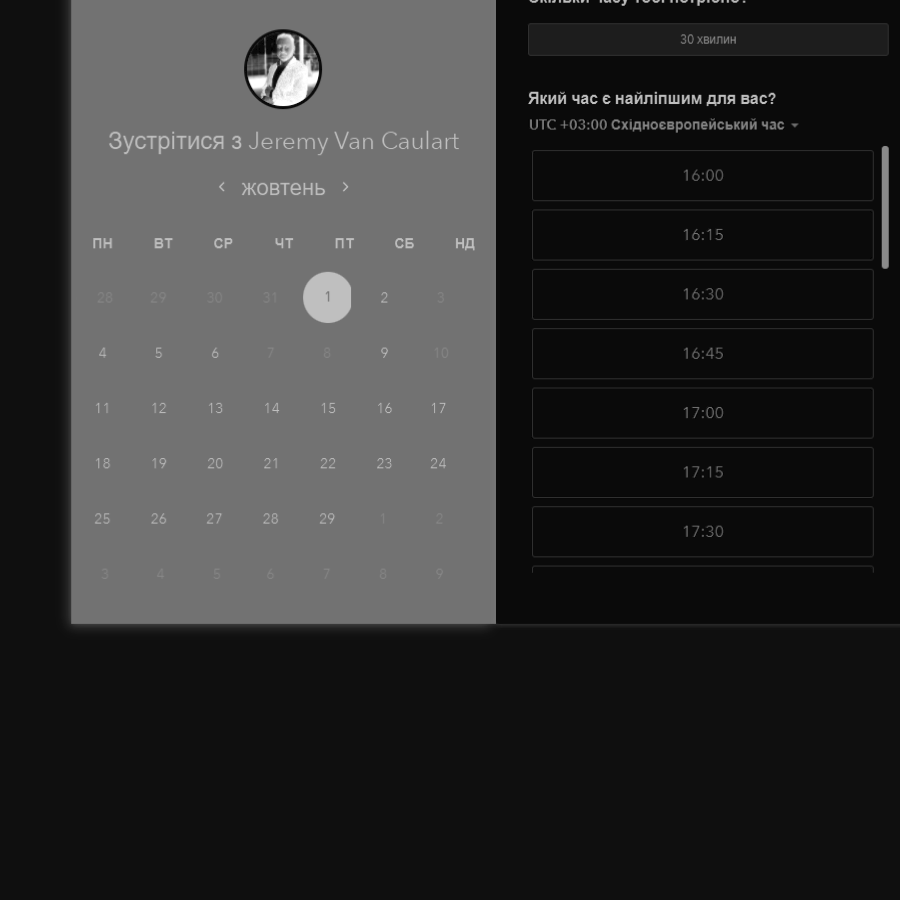 Зустрітися з Jeremy Van Caulart
жовтень
ПН ВТ СР ЧТ ПТ СБ НД
28 29 30 31 1 2 3
4 5 6 7 8 9 10
11 12 13 14 15 16 17
18 19 20 21 22 23 24
25 26 27 28 29 1 2
3 4 5 6 7 8 9
Скільки часу тобі потрібно?
30 хвилин
Який час є найліпшим для вас?
UTC +03:00 Східноєвропейський час
16:00
16:15
16:30
16:45
17:00
17:15
17:30